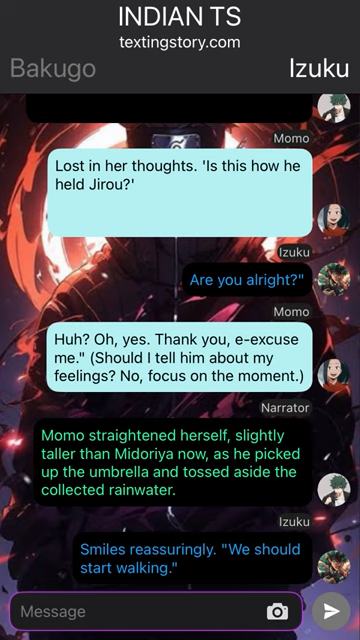 INDIAN TS
textingstory.com
Bakugo
Izuku
Momo
Lost in her thoughts. 'Is this how he
held Jirou?'
Izuku
Are you alright?"
Momo
Huh? Oh, yes. Thank you, e-excuse
me." (Should I tell him about my
feelings? No, focus on the moment.)
Narrator
Momo straightened herself, slightly
taller than Midoriya now, as he picked
up the umbrella and tossed aside the
collected rainwater.
Izuku
Smiles reassuringly. "We should
start walking."
Message